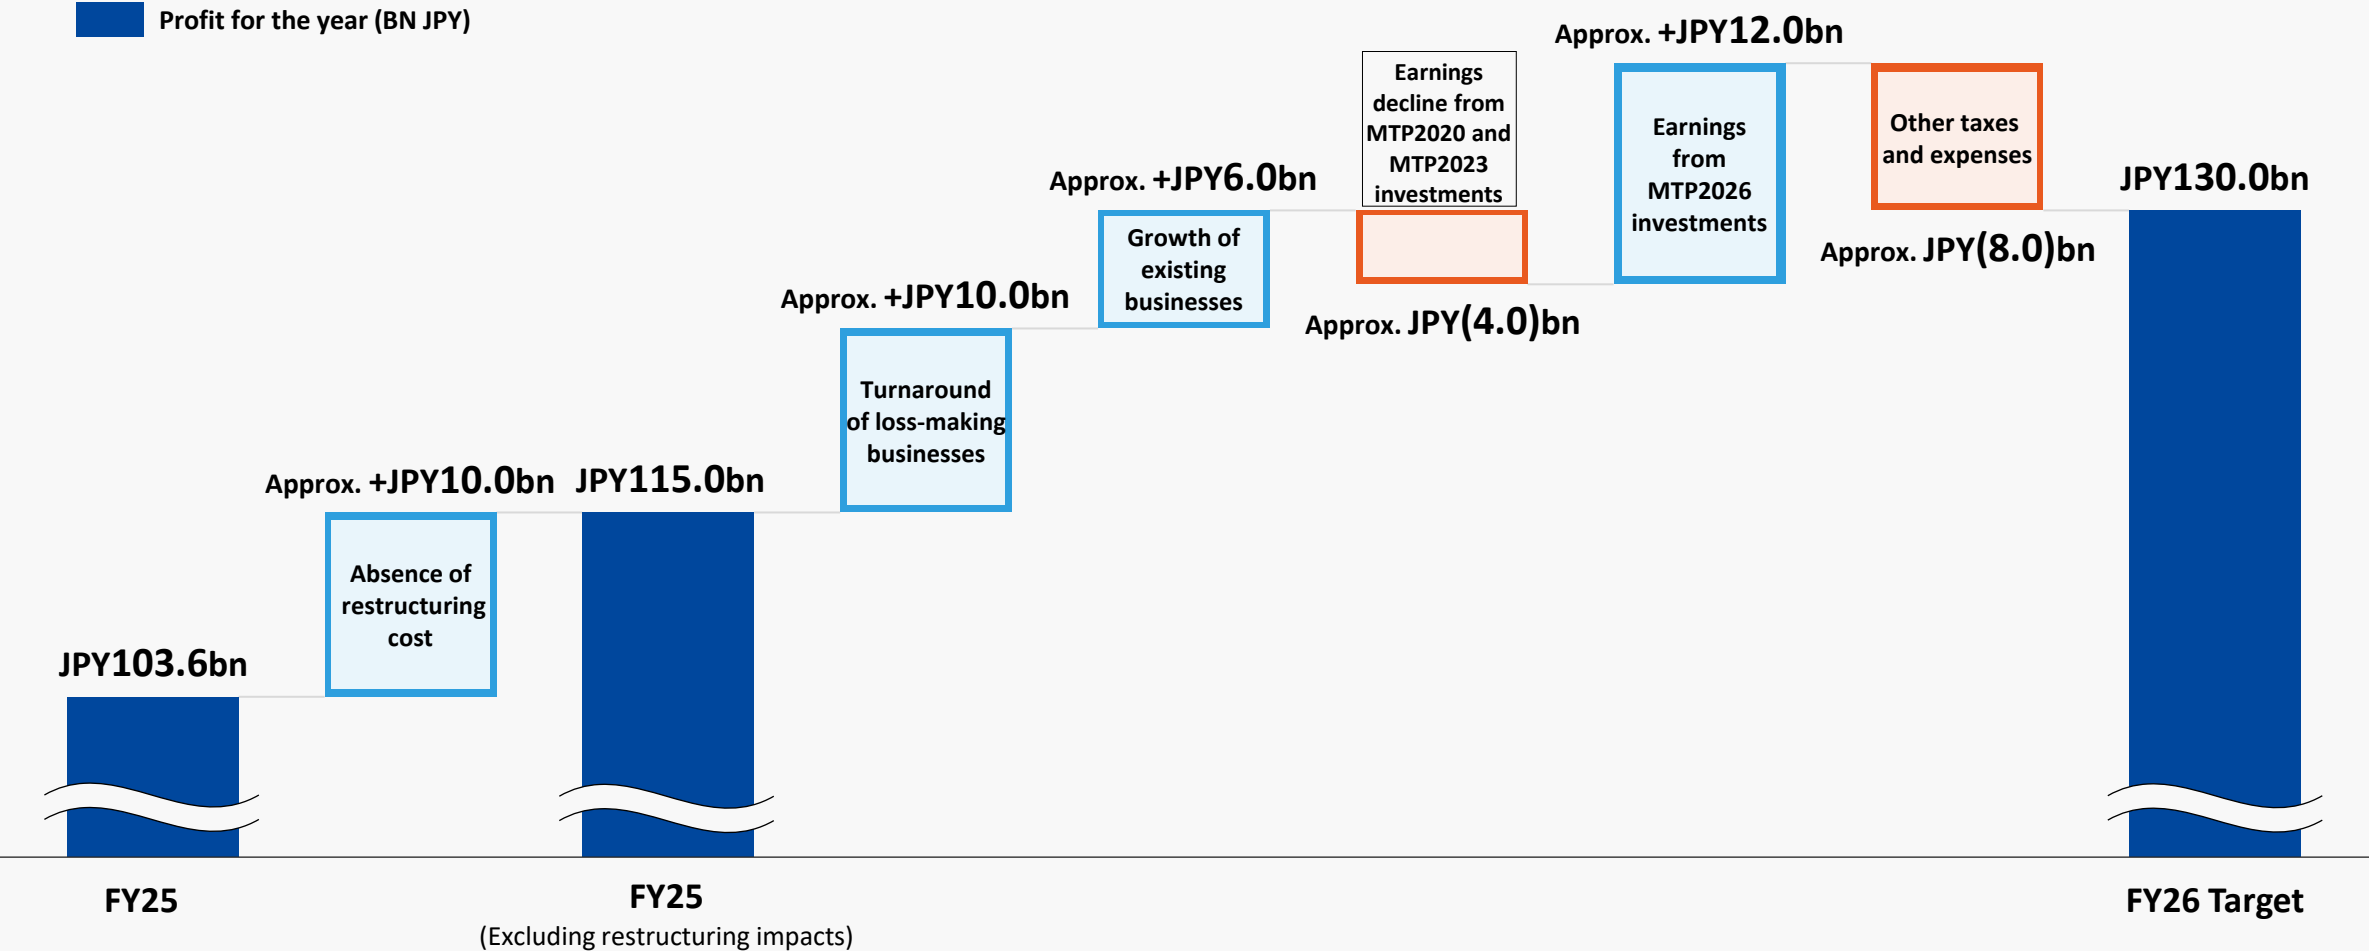 Profit for the year (BN JPY)
JPY103.6bn
Approx. +JPY10.0bn
Absence of
restructuring
cost
JPY115.0bn
Approx. +JPY10.0bn
Turnaround
of loss-making
businesses
Approx. +JPY6.0bn
Growth of
existing
businesses
Earnings
decline from
MTP2020 and
MTP2023
investments
Approx. JPY(4.0)bn
Approx. +JPY12.0bn
Earnings
from
MTP2026
investments
Other taxes
and expenses
Approx. JPY(8.0)bn
JPY130.0bn
FY25
FY25
(Excluding restructuring impacts)
FY26 Target